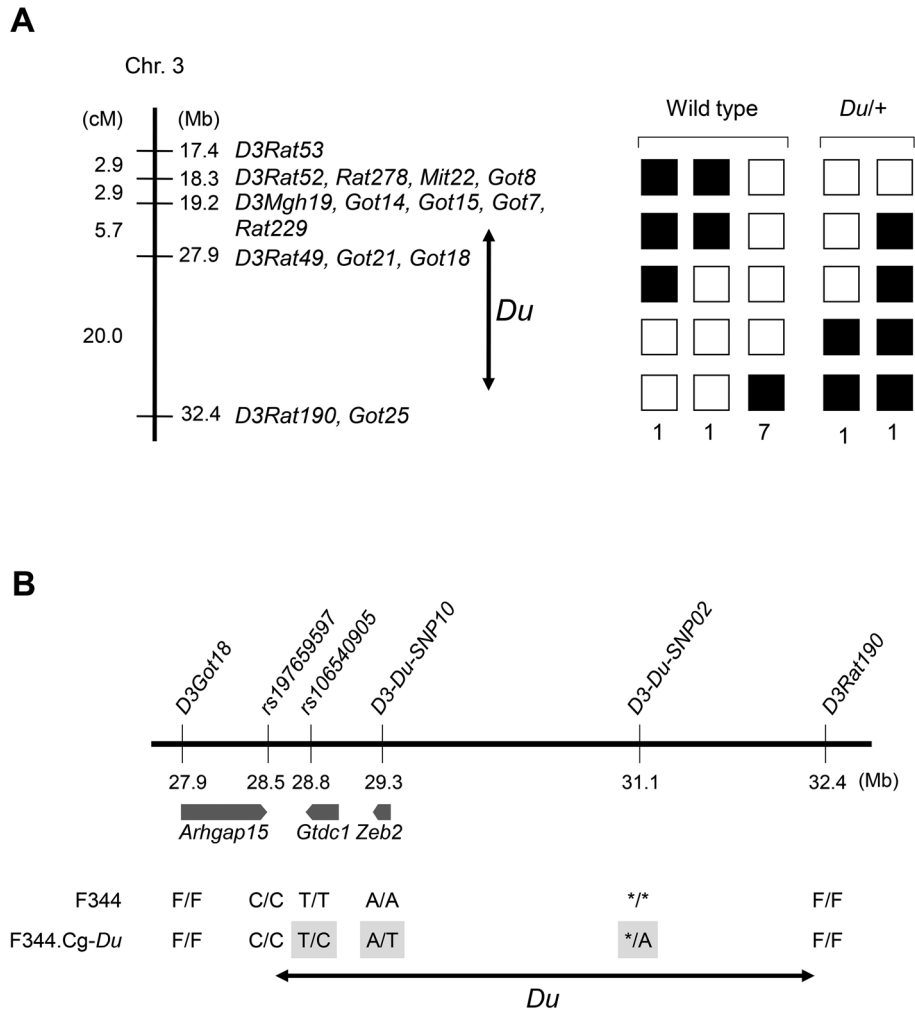 A
Chr. 3
(cM) (Mb) Wild type Du/+
17.4 D3Rat53
2.9
18.3 D3Rat52, Rat278, Mit22, Got8
2.9
19.2 D3Mgh19, Got14, Got15, Got7,
5.7 Rat229
27.9 D3Rat49, Got21, Got18
Du
20.0
32.4 D3Rat190, Got25
1 1 7 1 1
B
D3Got18 rs197659597 rs106540905 D3-Du-SNP10 D3-Du-SNP02 D3Rat190
27.9 28.5 28.8 29.3 31.1 32.4 (Mb)
Arhgap15 Gtdc1 Zeb2
F344 F/F C/C T/T A/A */* F/F
F344.Cg-Du F/F C/C T/C A/T */A F/F
Du